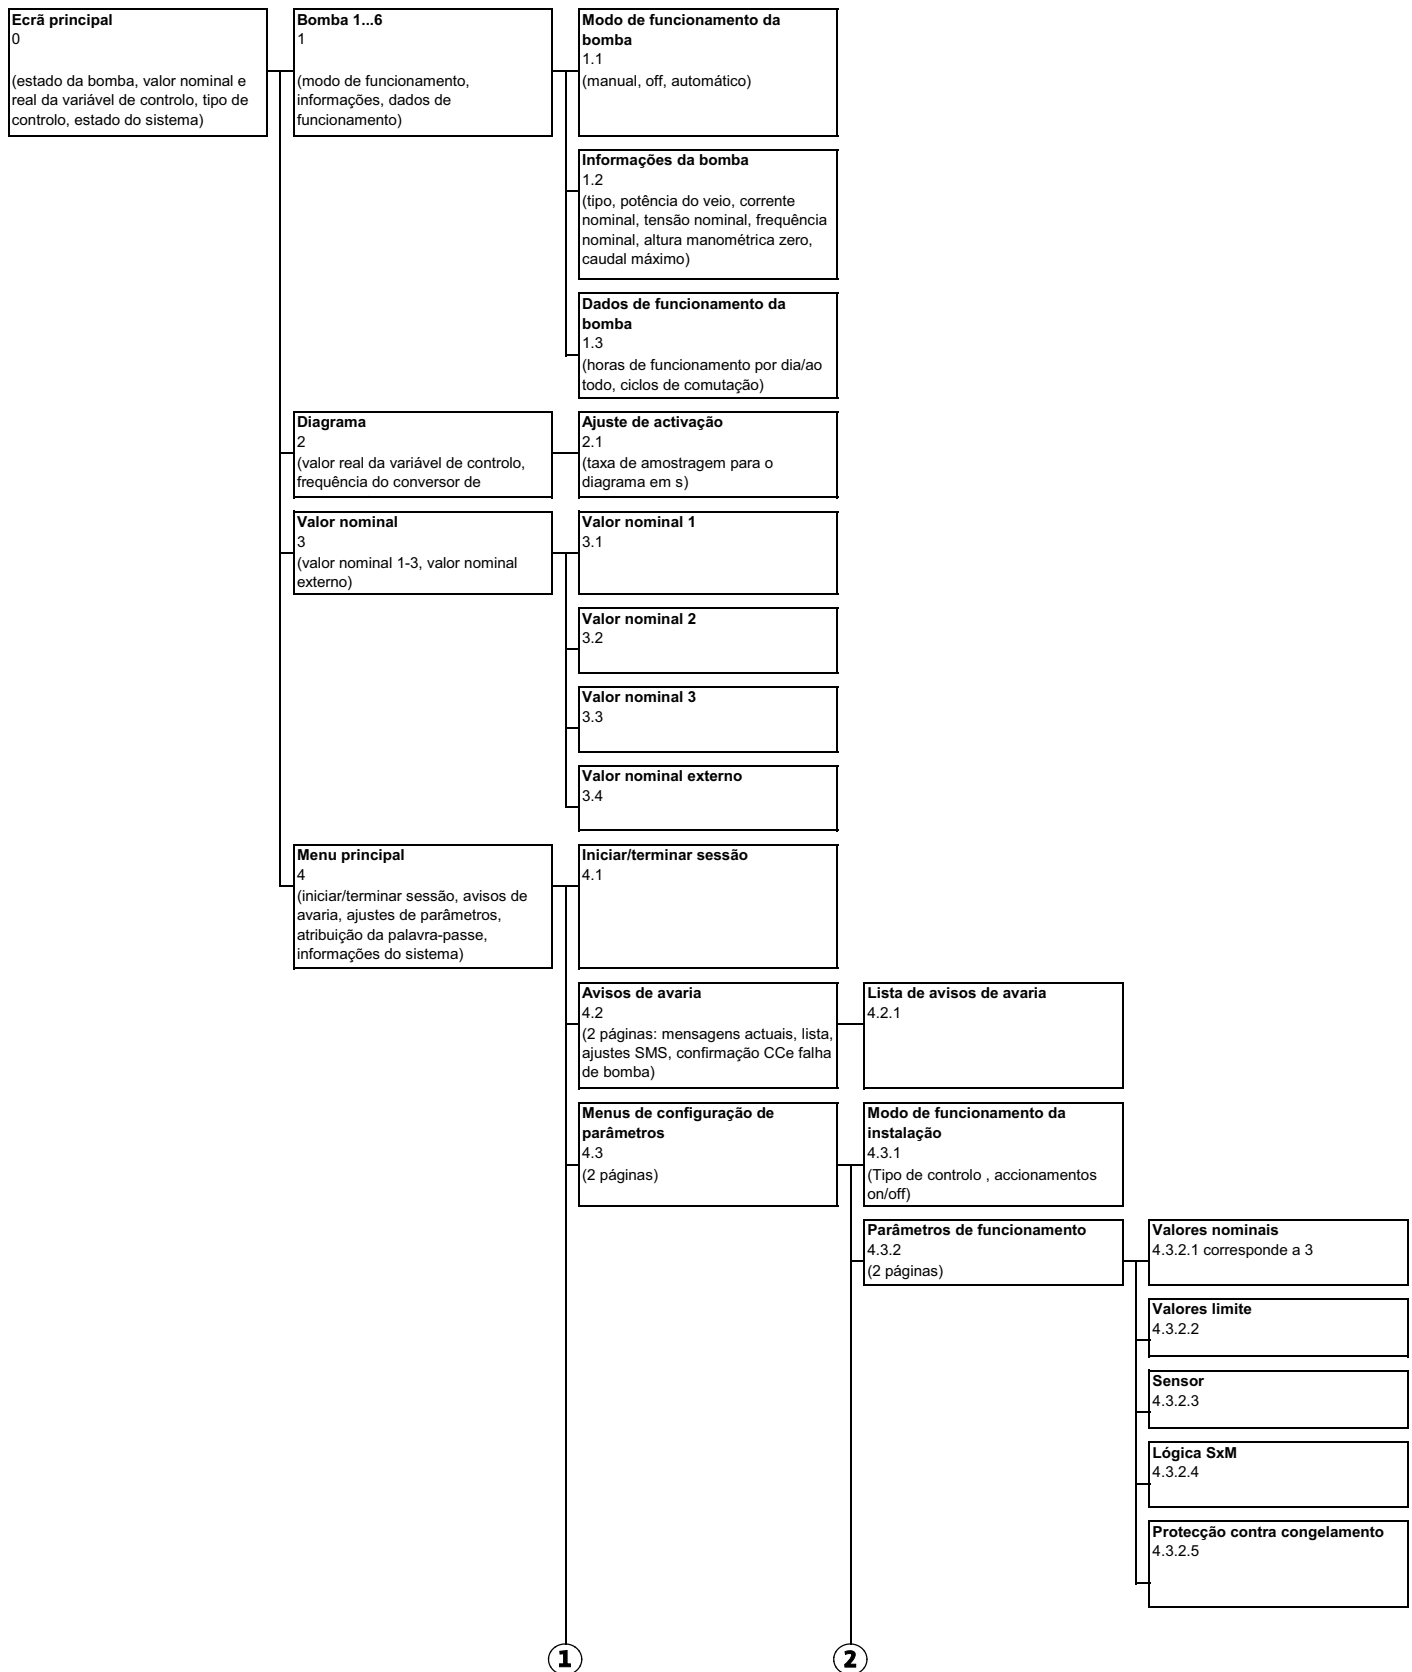 Ecrã principal
0
(estado da bomba, valor nominal e
real da variável de controlo, tipo de
controlo, estado do sistema)
Bomba 1...6
1
(modo de funcionamento,
informações, dados de
funcionamento)
Modo de funcionamento da
bomba
1.1
(manual, off, automático)
Informações da bomba
1.2
(tipo, potência do veio, corrente
nominal, tensão nominal, frequência
nominal, altura manométrica zero,
caudal máximo)
Dados de funcionamento da
bomba
1.3
(horas de funcionamento por dia/ao
todo, ciclos de comutação)
Diagrama
2
(valor real da variável de controlo,
frequência do conversor de
Ajuste de activação
2.1
(taxa de amostragem para o
diagrama em s)
Valor nominal
3
(valor nominal 1-3, valor nominal
externo)
Valor nominal 1
3.1
Valor nominal 2
3.2
Valor nominal 3
3.3
Valor nominal externo
3.4
Menu principal
4
(iniciar/terminar sessão, avisos de
avaria, ajustes de parâmetros,
atribuição da palavra-passe,
informações do sistema)
Iniciar/terminar sessão
4.1
Avisos de avaria
4.2
(2 páginas: mensagens actuais, lista,
ajustes SMS, confirmação CCe falha
de bomba)
Lista de avisos de avaria
4.2.1
Menus de configuração de
parâmetros
4.3
(2 páginas)
Modo de funcionamento da
instalação
4.3.1
(Tipo de controlo , accionamentos
on/off)
Parâmetros de funcionamento
4.3.2
(2 páginas)
Valores nominais
4.3.2.1 corresponde a 3
Valores limite
4.3.2.2
Sensor
4.3.2.3
Lógica SxM
4.3.2.4
Protecção contra congelamento
4.3.2.5
1
2